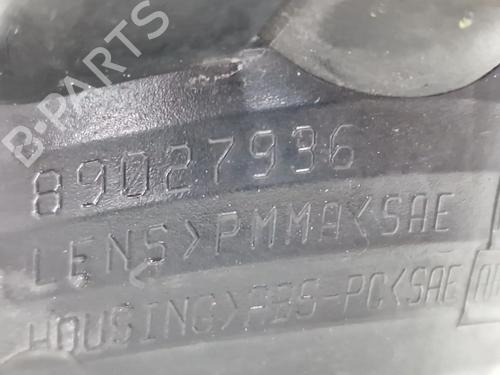 B-PARTS
89027936
LENS>PMMA<SAE
HOUSING>ABS-PC<SAE